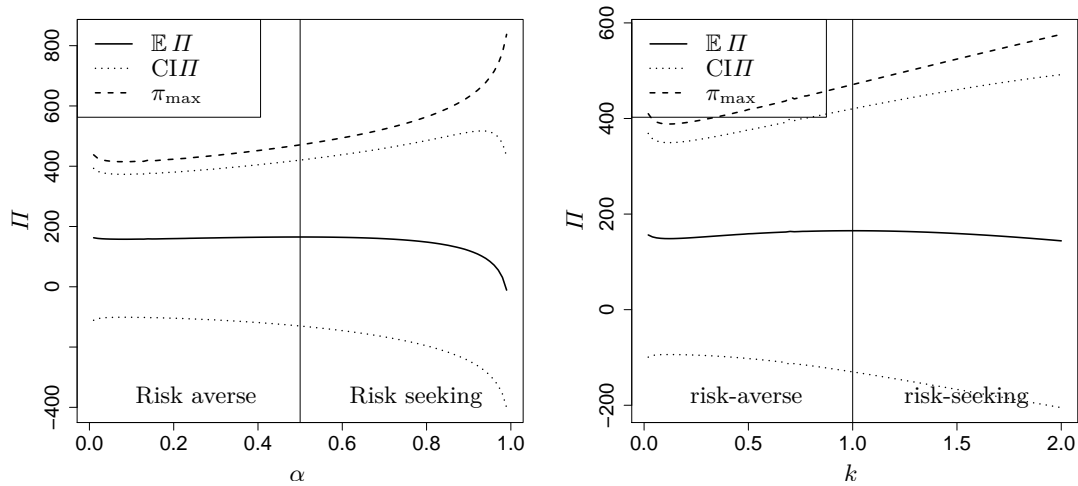 𝔼 Π
CIΠ
π_max
Π
800
600
400
200
0
−400
Risk averse
Risk seeking
0.0 0.2 0.4 0.6 0.8 1.0
α
𝔼 Π
CIΠ
π_max
Π
600
400
200
0
−200
risk-averse
risk-seeking
0.0 0.5 1.0 1.5 2.0
k